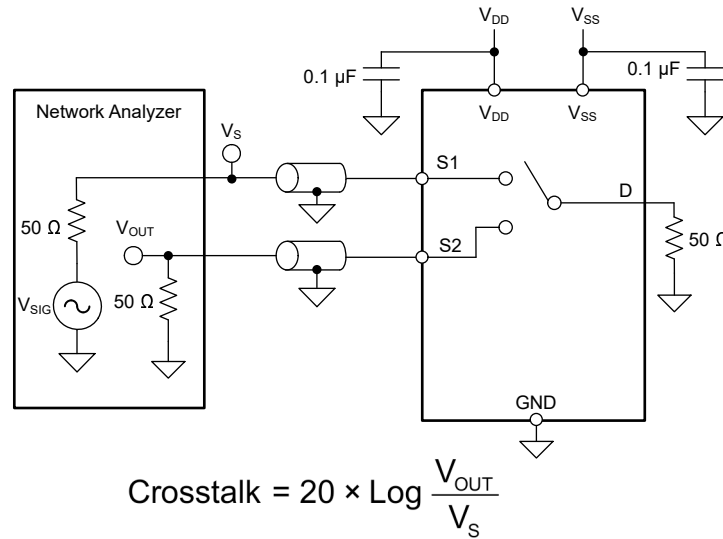 V_DD
V_SS
0.1 µF
0.1 µF
Network Analyzer
V_DD
V_SS
V_S
S1
D
50 Ω
V_OUT
S2
50 Ω
V_SIG
50 Ω
GND
Crosstalk = 20 × Log V_OUT / V_S